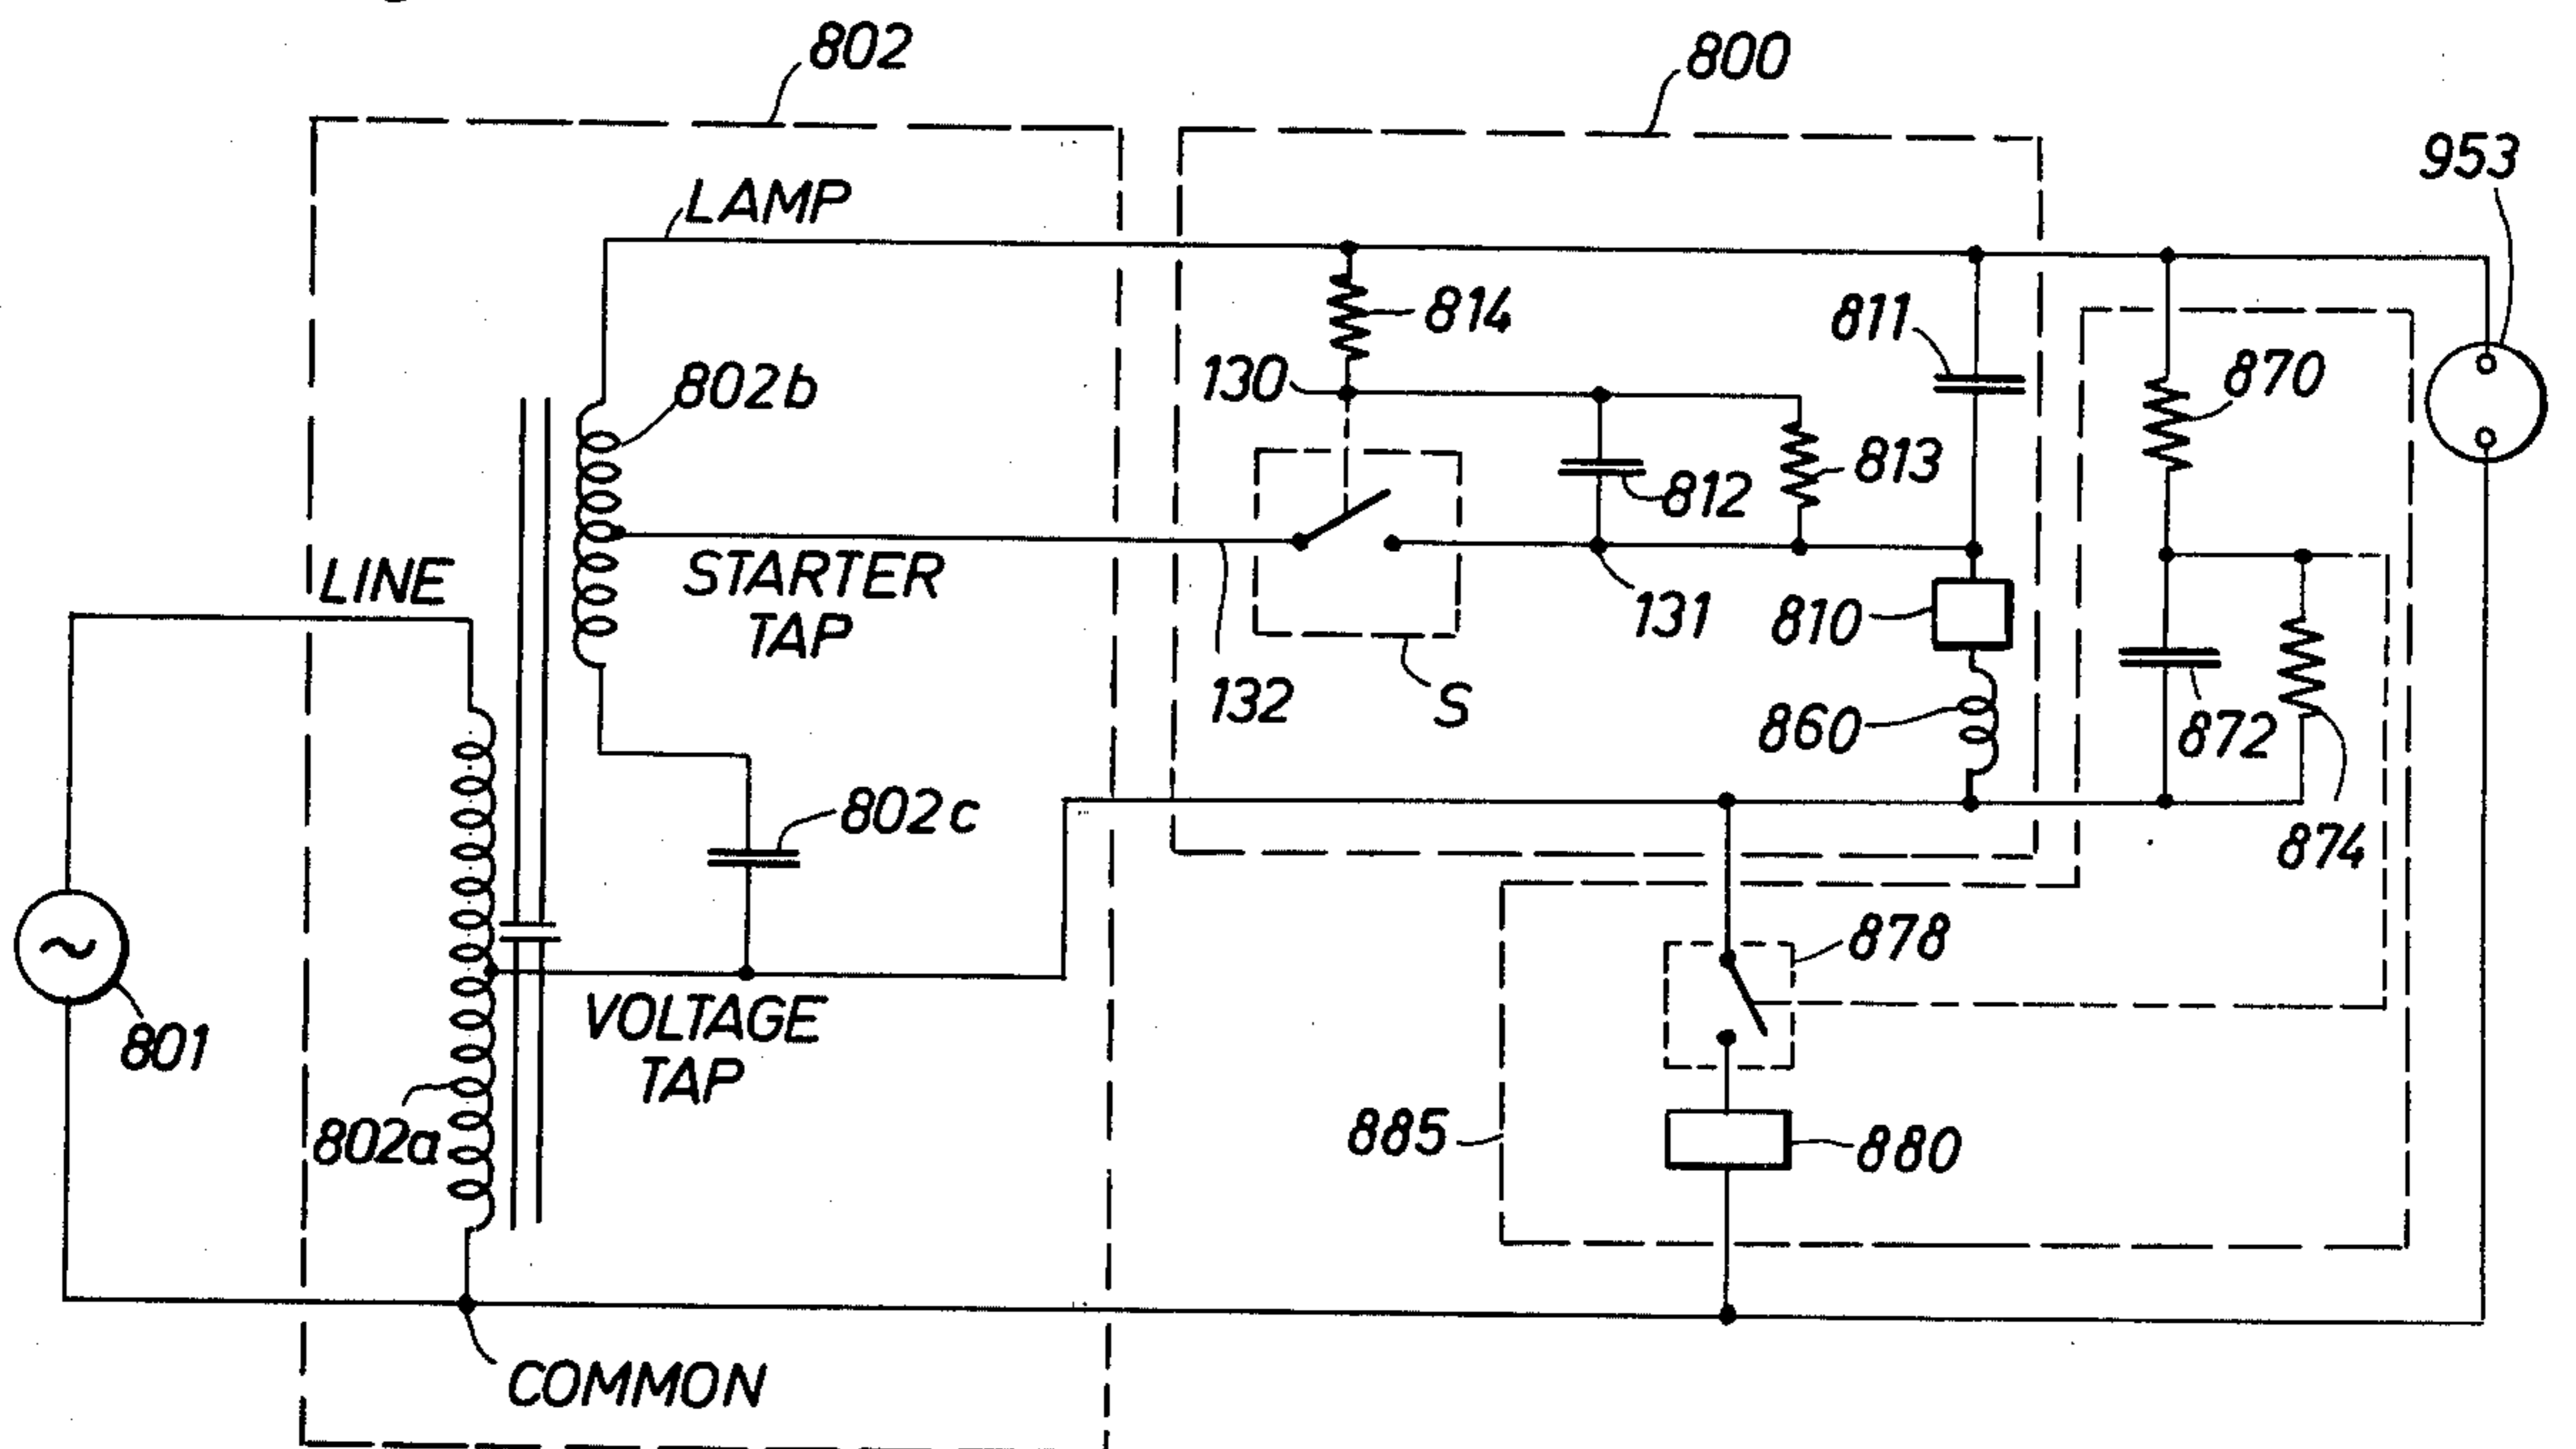 802
800
953
LAMP
814
811
870
802b
130
813
812
LINE
STARTER
TAP
131
810
132
S
860
872
802c
874
878
VOLTAGE
TAP
801
802a
885
880
COMMON